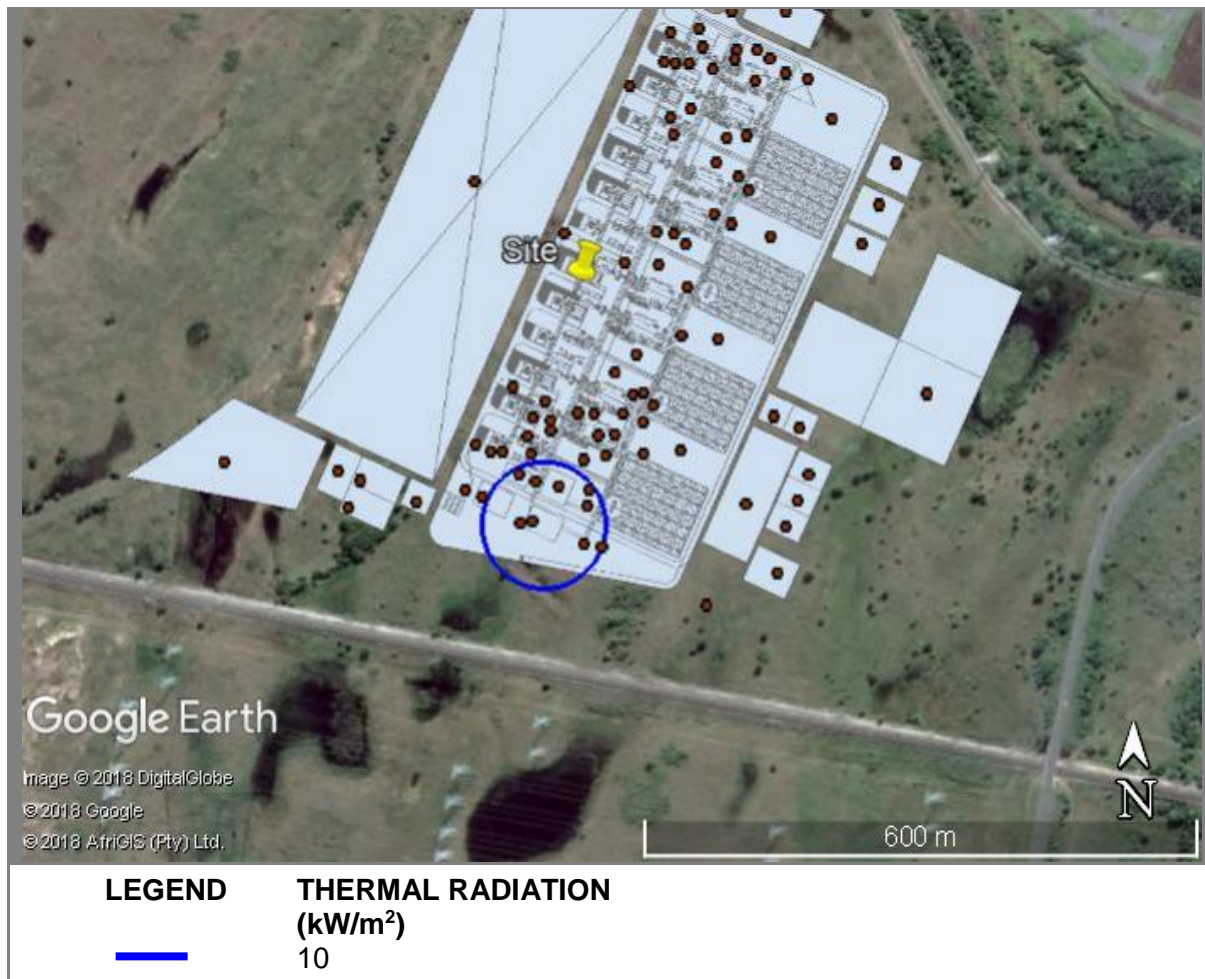 Site
Google Earth
Image © 2018 DigitalGlobe
© 2018 Google
© 2018 AfriGIS (Pty) Ltd.
N
600 m
LEGEND THERMAL RADIATION
(kW/m²)
10